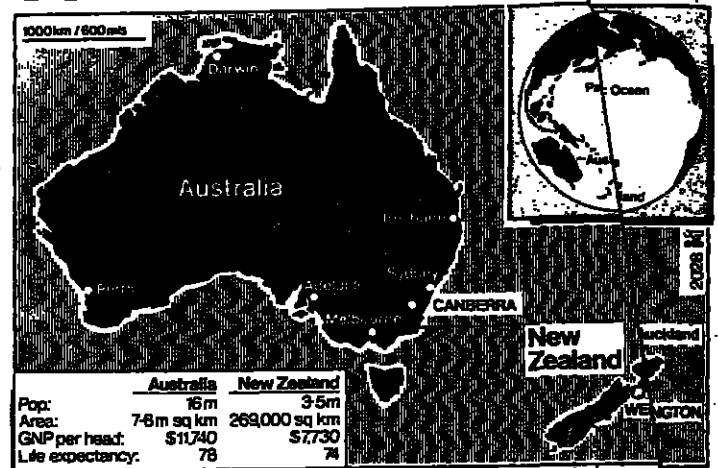 1000km / 600mls
Darwin
Pac Ocean
Australia
Brisbane
Perth
Adelaide
Sydney
CANBERRA
Melbourne
New
Zealand
Auckland
Australia New Zealand
Pop: 16m 3·5m
Area: 7·6m sq km 269,000 sq km
GNP per head: $11,740 $7,730
Life expectancy: 78 74